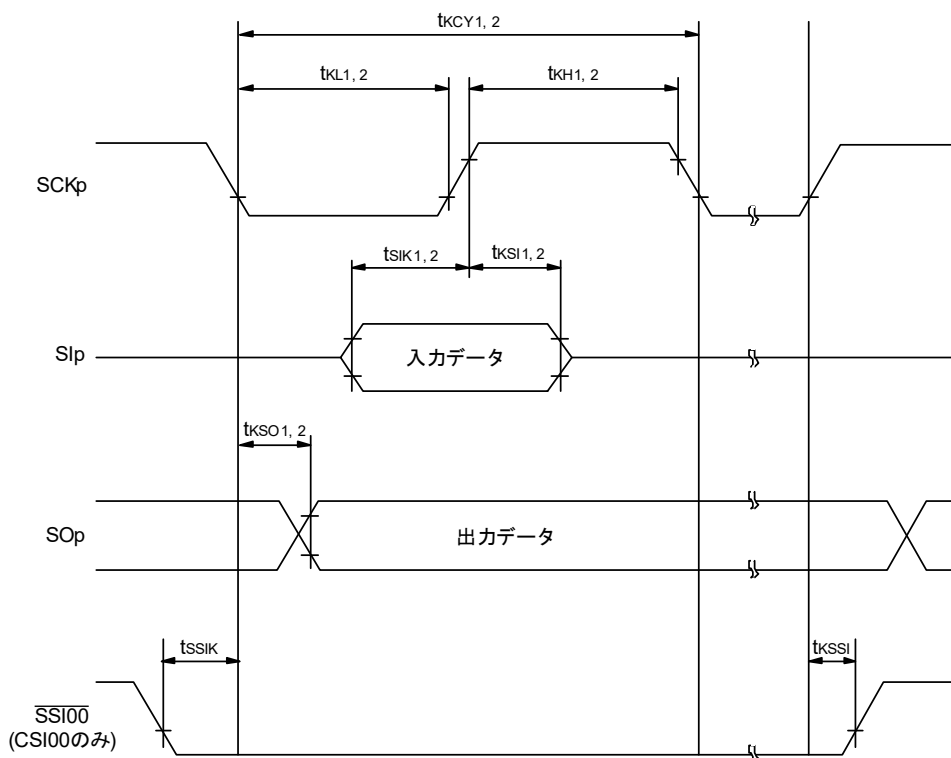 tKCY1, 2
tKL1, 2
tKH1, 2
SCKp
tSIK1, 2
tKSI1, 2
SIp
入力データ
tKSO1, 2
SOp
出力データ
tSSIK
tKSSI
SSI00
(CSI00のみ)